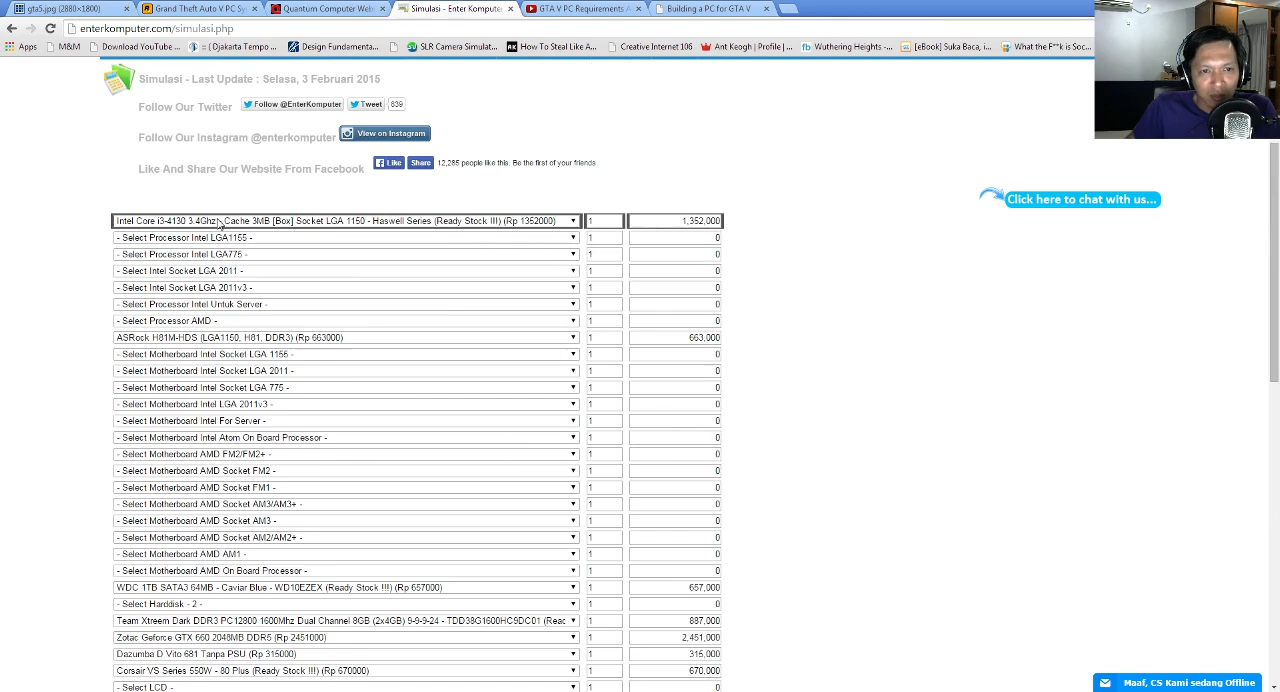 gta5.jpg (2880×1800)
Grand Theft Auto V PC Sy
Quantum Computer Web
Simulasi - Enter Komputer
GTA V PC Requirements A
Building a PC for GTA V
enterkomputer.com/simulasi.php
Apps
M&M
Download YouTube ...
:: (Djakarta Tempo ...
Design Fundamenta...
SLR Camera Simulat...
AK How To Steal Like A...
Creative Internet 106
Ant Keogh | Profile | ...
fb Wuthering Heights -...
[eBook] Suka Baca, i...
What the F**k is Soc...
Simulasi - Last Update : Selasa, 3 Februari 2015
Follow Our Twitter Follow @EnterKomputer Tweet 839
Follow Our Instagram @enterkomputer View on Instagram
Like And Share Our Website From Facebook Like Share 12,285 people like this. Be the first of your friends.
Click here to chat with us...
Intel Core i3-4130 3.4Ghz Cache 3MB [Box] Socket LGA 1150 - Haswell Series (Ready Stock !!!) (Rp 1352000) 1 1,352,000
- Select Processor Intel LGA1155 - 1 0
- Select Processor Intel LGA775 - 1 0
- Select Intel Socket LGA 2011 - 1 0
- Select Intel Socket LGA 2011v3 - 1 0
- Select Processor Intel Untuk Server - 1 0
- Select Processor AMD - 1 0
ASRock H81M-HDS (LGA1150, H81, DDR3) (Rp 663000) 1 663,000
- Select Motherboard Intel Socket LGA 1155 - 1 0
- Select Motherboard Intel Socket LGA 2011 - 1 0
- Select Motherboard Intel Socket LGA 775 - 1 0
- Select Motherboard Intel LGA 2011v3 - 1 0
- Select Motherboard Intel For Server - 1 0
- Select Motherboard Intel Atom On Board Processor - 1 0
- Select Motherboard AMD FM2/FM2+ - 1 0
- Select Motherboard AMD Socket FM2 - 1 0
- Select Motherboard AMD Socket FM1 - 1 0
- Select Motherboard AMD Socket AM3/AM3+ - 1 0
- Select Motherboard AMD Socket AM3 - 1 0
- Select Motherboard AMD Socket AM2/AM2+ - 1 0
- Select Motherboard AMD AM1 - 1 0
- Select Motherboard AMD On Board Processor - 1 0
WDC 1TB SATA3 64MB - Caviar Blue - WD10EZEX (Ready Stock !!!) (Rp 657000) 1 657,000
- Select Harddisk - 2 - 1 0
Team Xtreem Dark DDR3 PC12800 1600Mhz Dual Channel 8GB (2x4GB) 9-9-9-24 - TDD38G1600HC9DC01 (Reac 1 887,000
Zotac Geforce GTX 660 2048MB DDR5 (Rp 2451000) 1 2,451,000
Dazumba D Vito 681 Tanpa PSU (Rp 315000) 1 315,000
Corsair VS Series 550W - 80 Plus (Ready Stock !!!) (Rp 670000) 1 670,000
- Select LCD - 1 0
Maaf, CS Kami sedang Offline